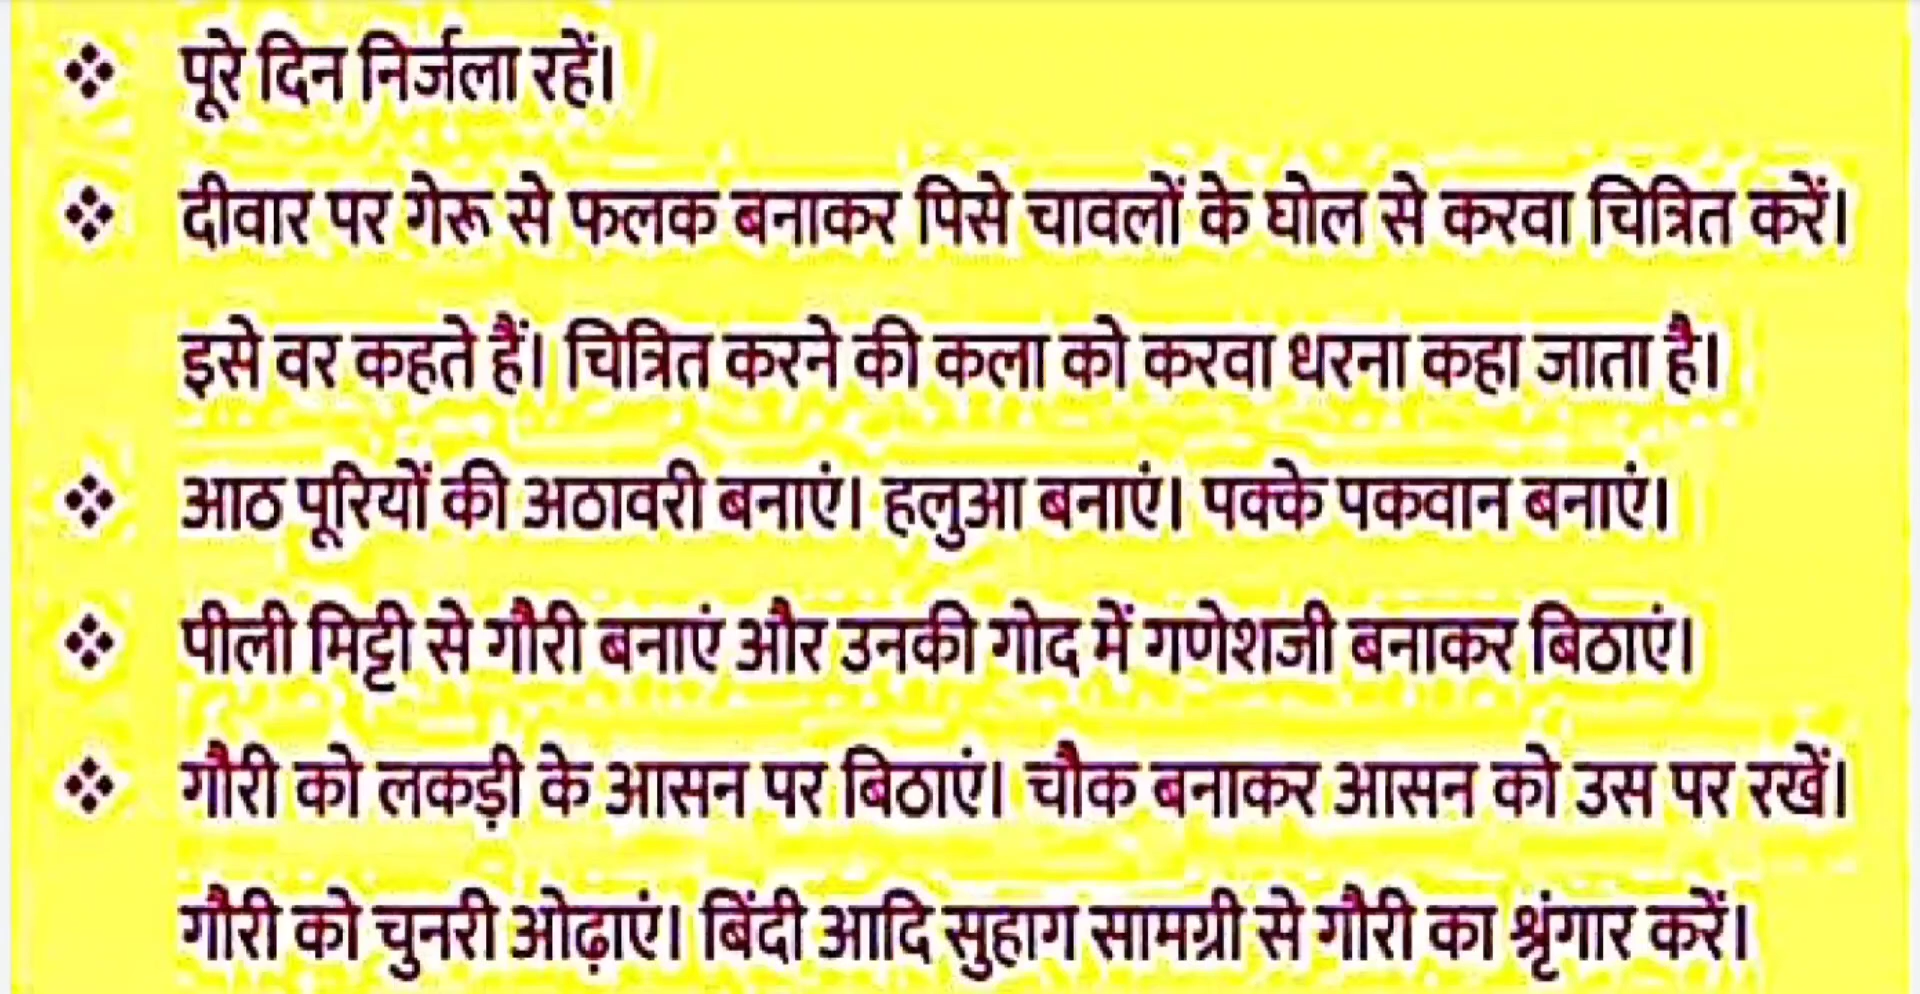 ❖ पूरे दिन निर्जला रहें।
❖ दीवार पर गेरू से फलक बनाकर पिसे चावलों के घोल से करवा चित्रित करें।
इसे वर कहते हैं। चित्रित करने की कला को करवा धरना कहा जाता है।
❖ आठ पूरियों की अठावरी बनाएं। हलुआ बनाएं। पक्के पकवान बनाएं।
❖ पीली मिट्टी से गौरी बनाएं और उनकी गोद में गणेशजी बनाकर बिठाएं।
❖ गौरी को लकड़ी के आसन पर बिठाएं। चौक बनाकर आसन को उस पर रखें।
गौरी को चुनरी ओढ़ाएं। बिंदी आदि सुहाग सामग्री से गौरी का श्रृंगार करें।